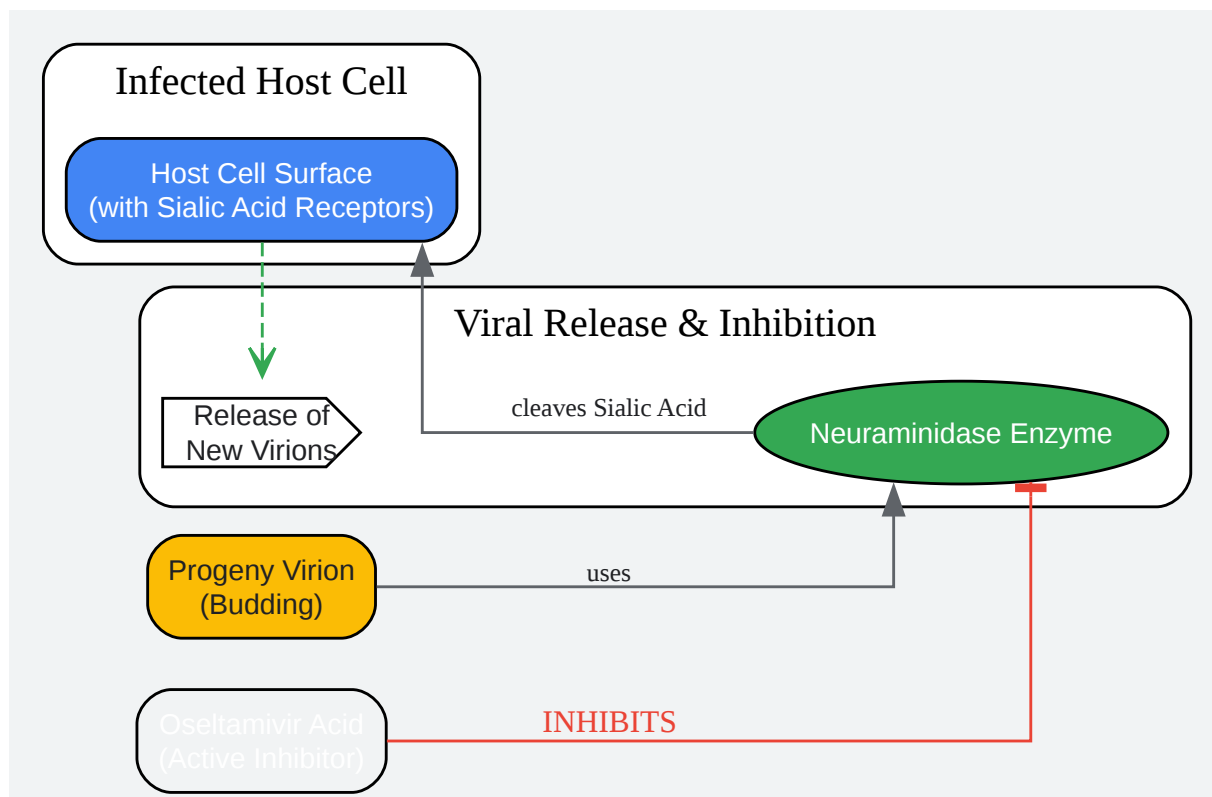 Infected Host Cell
Host Cell Surface
(with Sialic Acid Receptors)
Viral Release & Inhibition
cleaves Sialic Acid
Release of
New Virions
Neuraminidase Enzyme
Progeny Virion
(Budding)
uses
Oseltamivir Acid
(Active Inhibitor)
INHIBITS